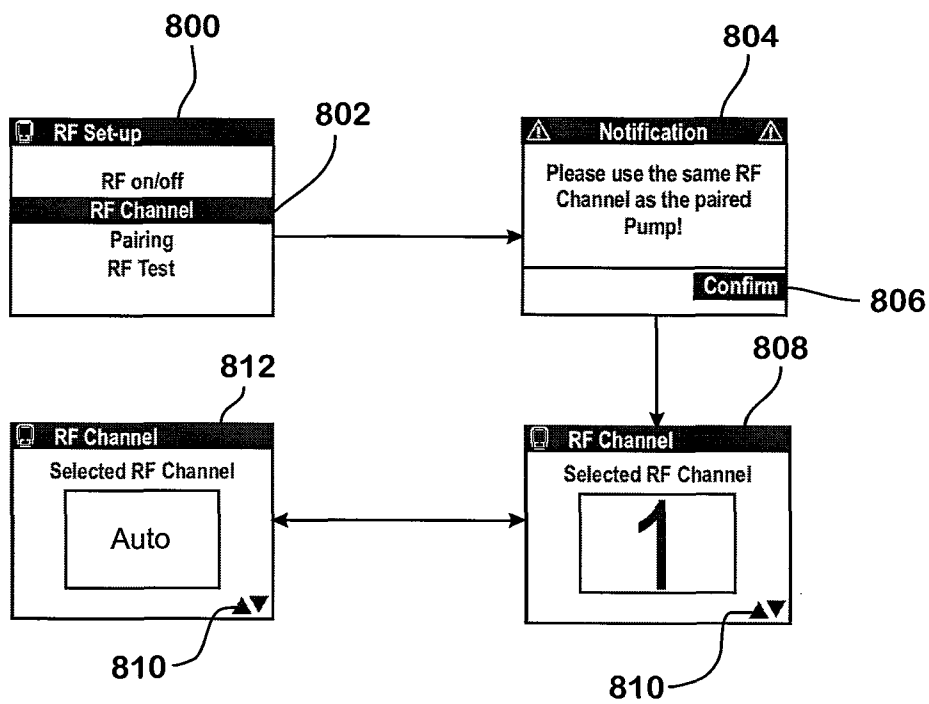 800
RF Set-up
RF on/off
RF Channel
Pairing
RF Test
802
804
Notification
Please use the same RF
Channel as the paired
Pump!
Confirm
806
812
RF Channel
Selected RF Channel
Auto
810
808
RF Channel
Selected RF Channel
1
810